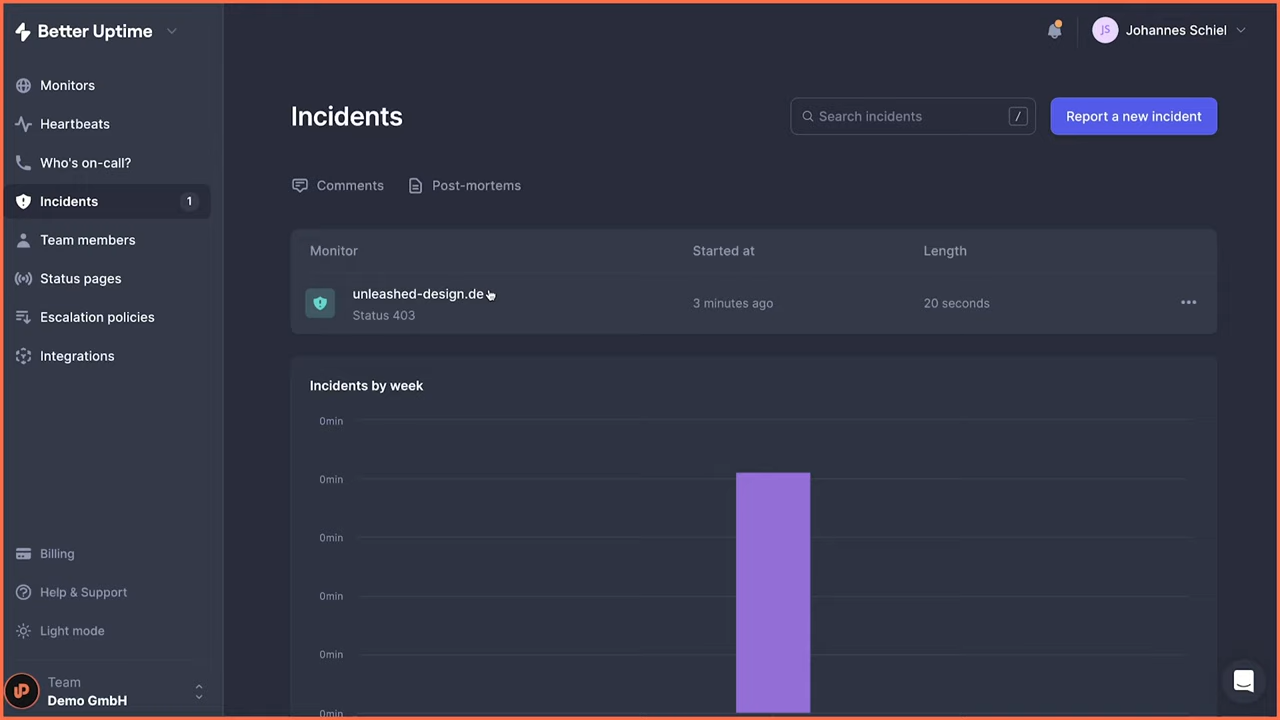 Better Uptime
JS
Johannes Schiel
Monitors
Heartbeats
Who's on-call?
Incidents
1
Team members
Status pages
Escalation policies
Integrations
Billing
Help & Support
Light mode
UP
Team
Demo GmbH
Incidents
Search incidents
/
Report a new incident
Comments
Post-mortems
Monitor
Started at
Length
unleashed-design.de
Status 403
3 minutes ago
20 seconds
Incidents by week
0min
0min
0min
0min
0min
0min